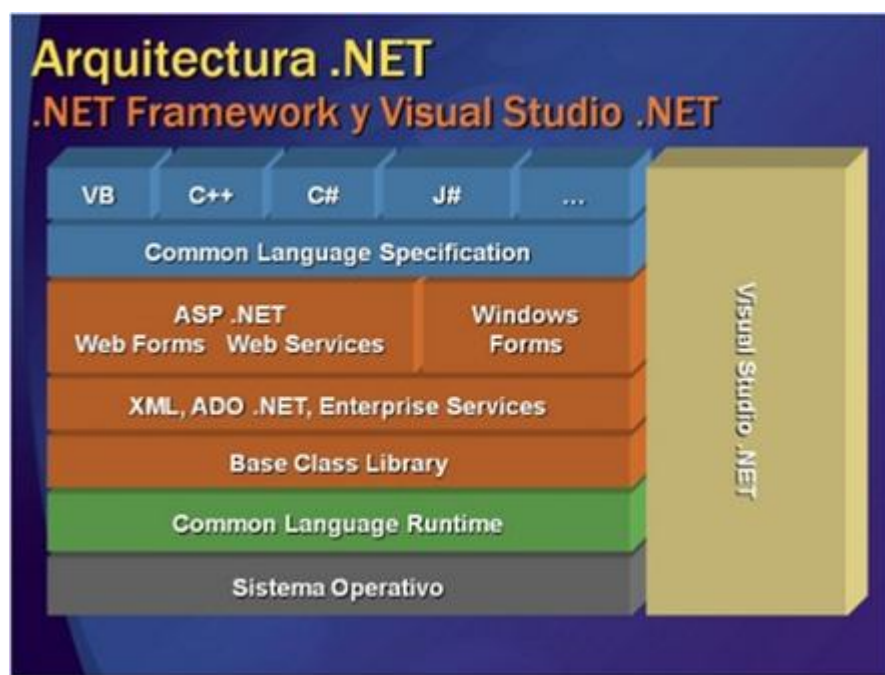 Arquitectura .NET
.NET Framework y Visual Studio .NET
VB
C++
C#
J#
...
Common Language Specification
ASP .NET
Web Forms Web Services
Windows
Forms
XML, ADO .NET, Enterprise Services
Base Class Library
Common Language Runtime
Sistema Operativo
Visual Studio .NET